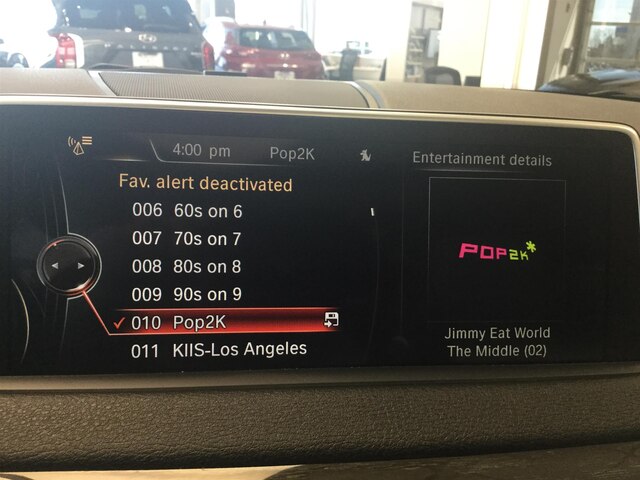 4:00 pm
Pop2K
Entertainment details
Fav. alert deactivated
006 60s on 6
007 70s on 7
008 80s on 8
009 90s on 9
010 Pop2K
011 KIIS-Los Angeles
POP2K*
Jimmy Eat World
The Middle (02)